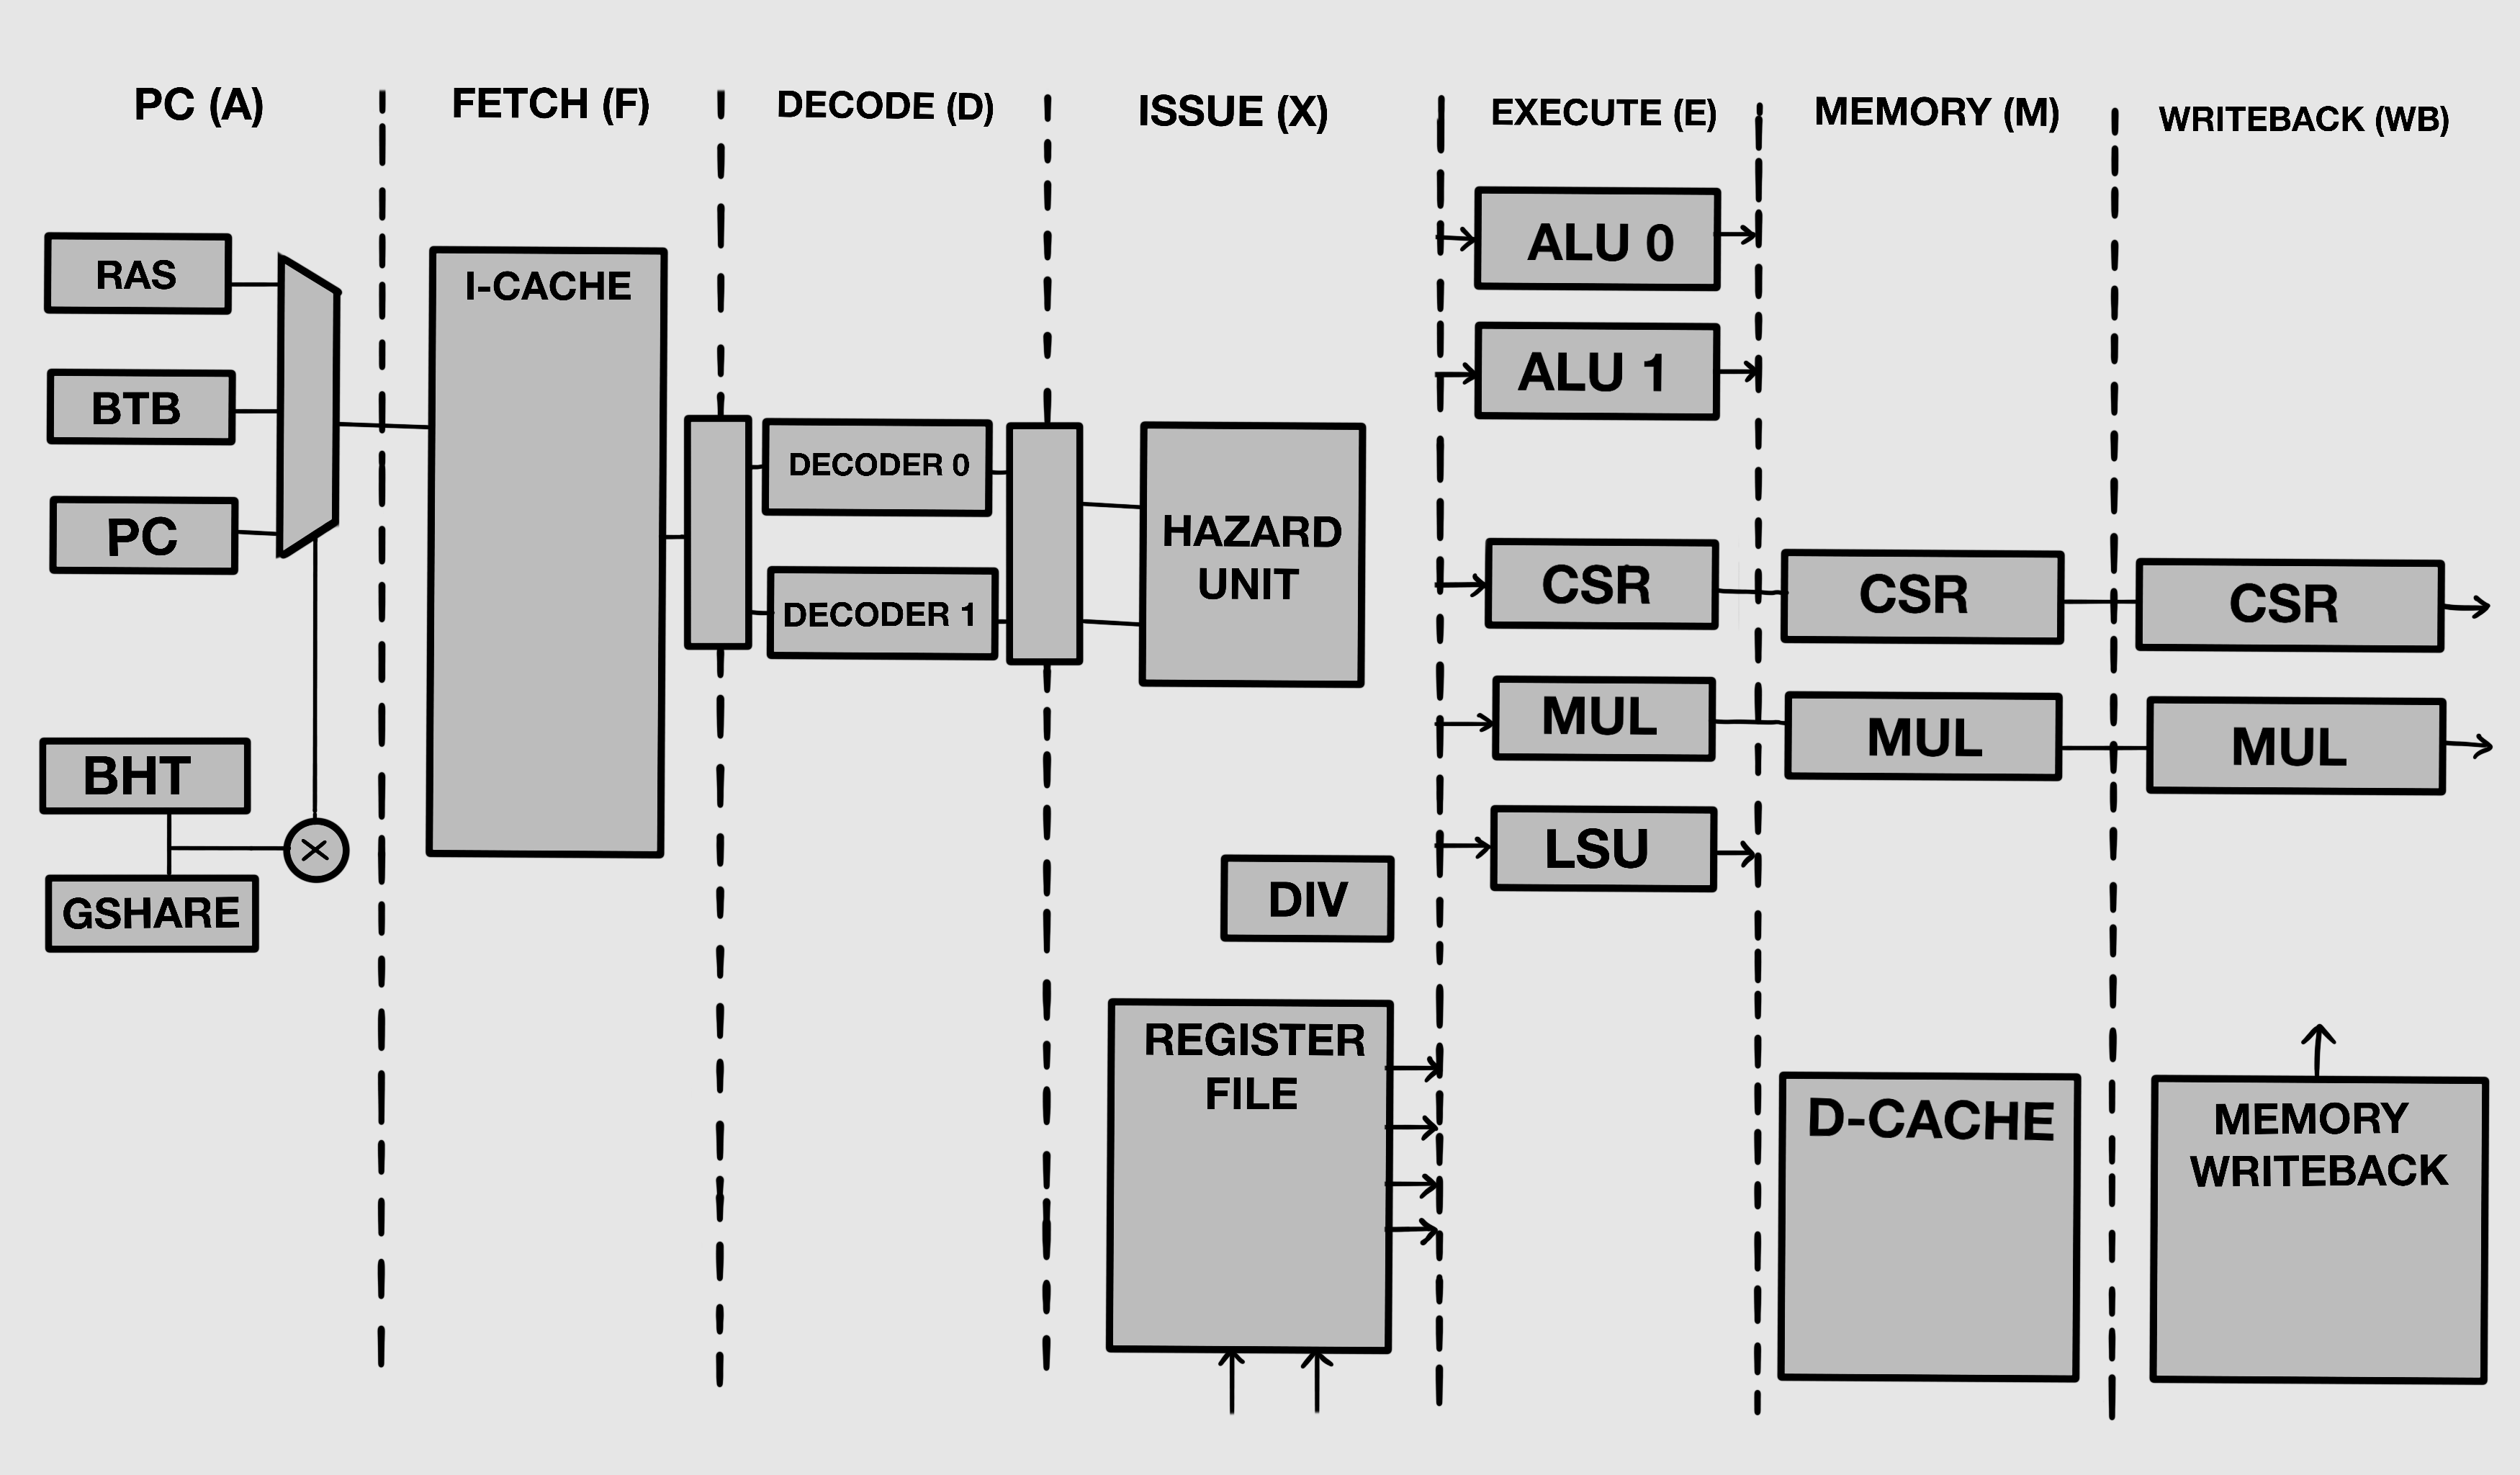 PC (A)
FETCH (F)
DECODE (D)
ISSUE (X)
EXECUTE (E)
MEMORY (M)
WRITEBACK (WB)
RAS
BTB
PC
BHT
GSHARE
I-CACHE
DECODER 0
DECODER 1
HAZARD
UNIT
DIV
REGISTER
FILE
ALU 0
ALU 1
CSR
MUL
LSU
CSR
MUL
D-CACHE
CSR
MUL
MEMORY
WRITEBACK